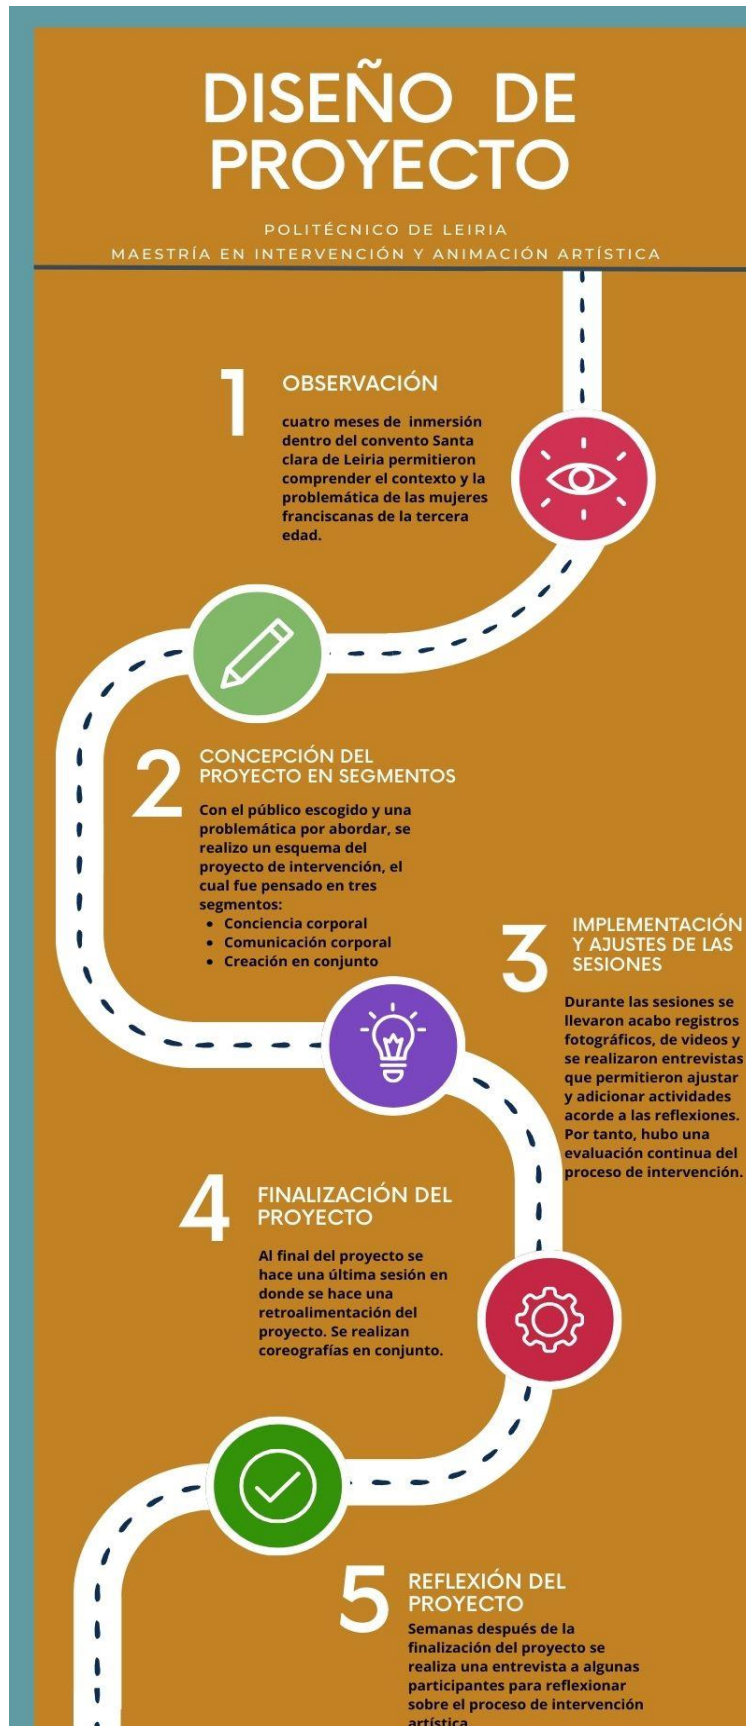 DISEÑO DE
PROYECTO
POLITÉCNICO DE LEIRIA
MAESTRÍA EN INTERVENCIÓN Y ANIMACIÓN ARTÍSTICA
1
OBSERVACIÓN
cuatro meses de inmersión
dentro del convento Santa
clara de Leiria permitieron
comprender el contexto y la
problemática de las mujeres
franciscanas de la tercera
edad.
2
CONCEPCIÓN DEL
PROYECTO EN SEGMENTOS
Con el público escogido y una
problemática por abordar, se
realizo un esquema del
proyecto de intervención, el
cual fue pensado en tres
segmentos:
• Conciencia corporal
• Comunicación corporal
• Creación en conjunto
3
IMPLEMENTACIÓN
Y AJUSTES DE LAS
SESIONES
Durante las sesiones se
llevaron acabo registros
fotográficos, de videos y
se realizaron entrevistas
que permitieron ajustar
y adicionar actividades
acorde a las reflexiones.
Por tanto, hubo una
evaluación continua del
proceso de intervención.
4
FINALIZACIÓN DEL
PROYECTO
Al final del proyecto se
hace una última sesión en
donde se hace una
retroalimentación del
proyecto. Se realizan
coreografías en conjunto.
5
REFLEXIÓN DEL
PROYECTO
Semanas después de la
finalización del proyecto se
realiza una entrevista a algunas
participantes para reflexionar
sobre el proceso de intervención
artística